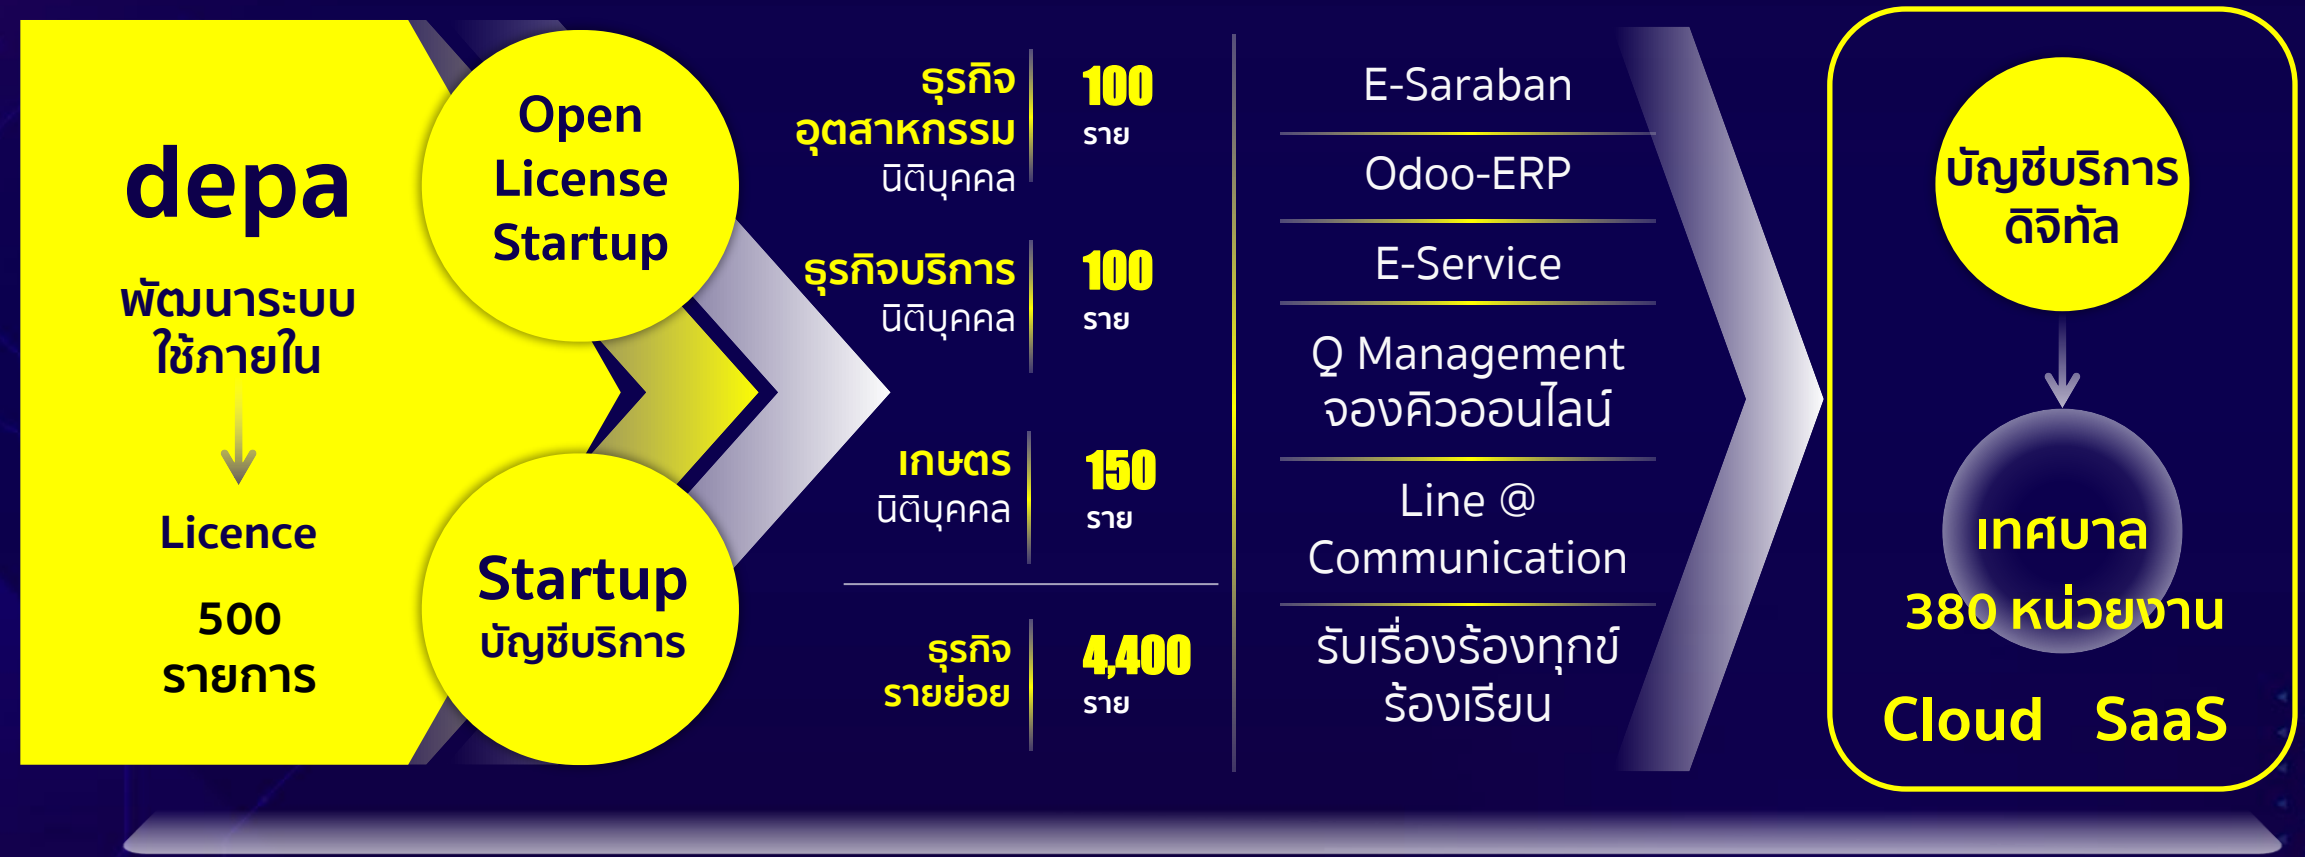 depa
พัฒนาระบบ
ใช้ภายใน
Licence
500
รายการ
Open
License
Startup
Startup
บัญชีบริการ
ธุรกิจ
อุตสาหกรรม
นิติบุคคล
100
ราย
ธุรกิจบริการ
นิติบุคคล
100
ราย
เกษตร
นิติบุคคล
150
ราย
ธุรกิจ
รายย่อย
4,400
ราย
E-Saraban
Odoo-ERP
E-Service
Q Management
จองคิวออนไลน์
Line @
Communication
รับเรื่องร้องทุกข์
ร้องเรียน
บัญชีบริการ
ดิจิทัล
เทศบาล
380 หน่วยงาน
Cloud SaaS